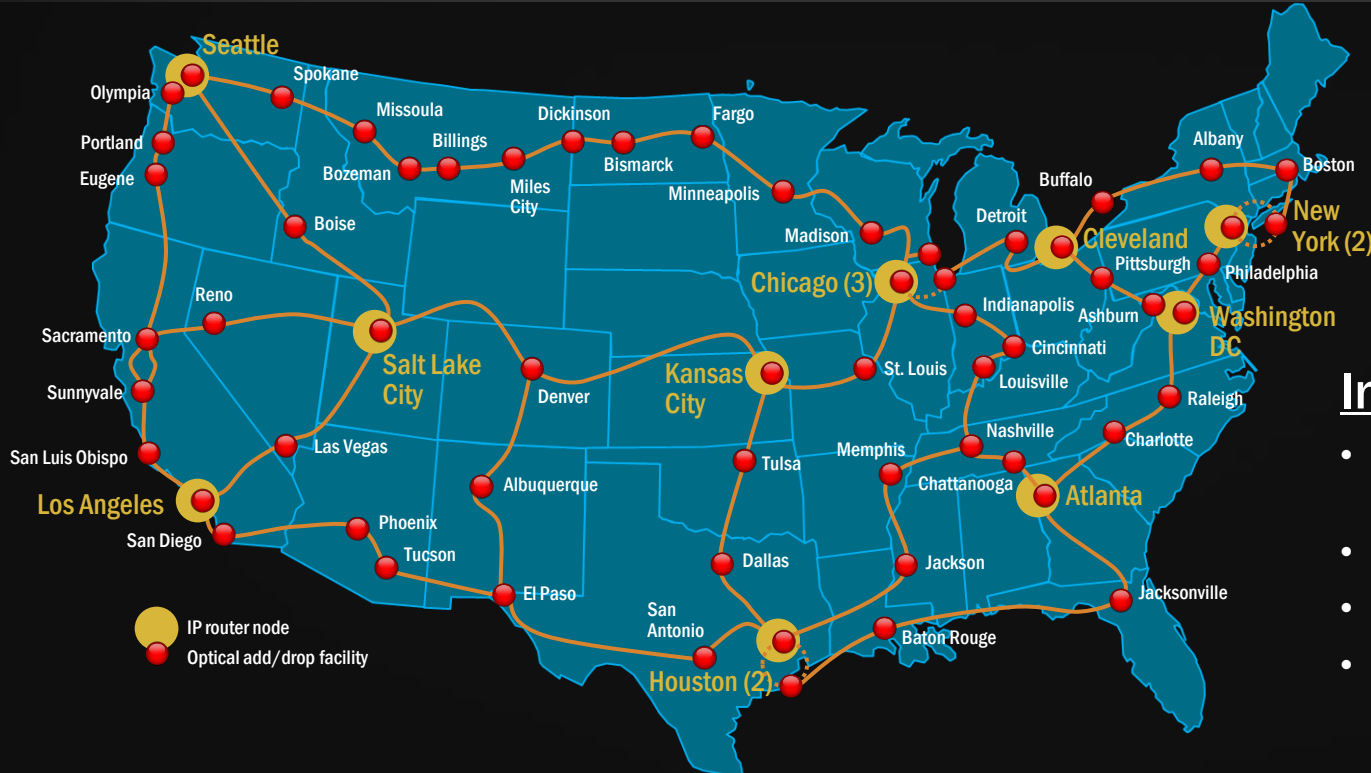 Seattle
Spokane
Olympia
Missoula
Dickinson
Fargo
Portland
Billings
Albany
Bismarck
Boston
Eugene
Bozeman
Buffalo
Miles
City
Minneapolis
Detroit
New
York (2)
Boise
Madison
Cleveland
Pittsburgh
Philadelphia
Chicago (3)
Reno
Indianapolis
Ashburn
Washington
DC
Sacramento
Cincinnati
Salt Lake
City
Kansas
City
St. Louis
Louisville
Sunnyvale
Denver
Raleigh
In
Las Vegas
Nashville
Charlotte
San Luis Obispo
Memphis
Tulsa
Chattanooga
Albuquerque
Atlanta
Los Angeles
Phoenix
San Diego
Tucson
Dallas
Jackson
El Paso
Jacksonville
San
Antonio
Baton Rouge
Houston (2)
IP router node
Optical add/drop facility